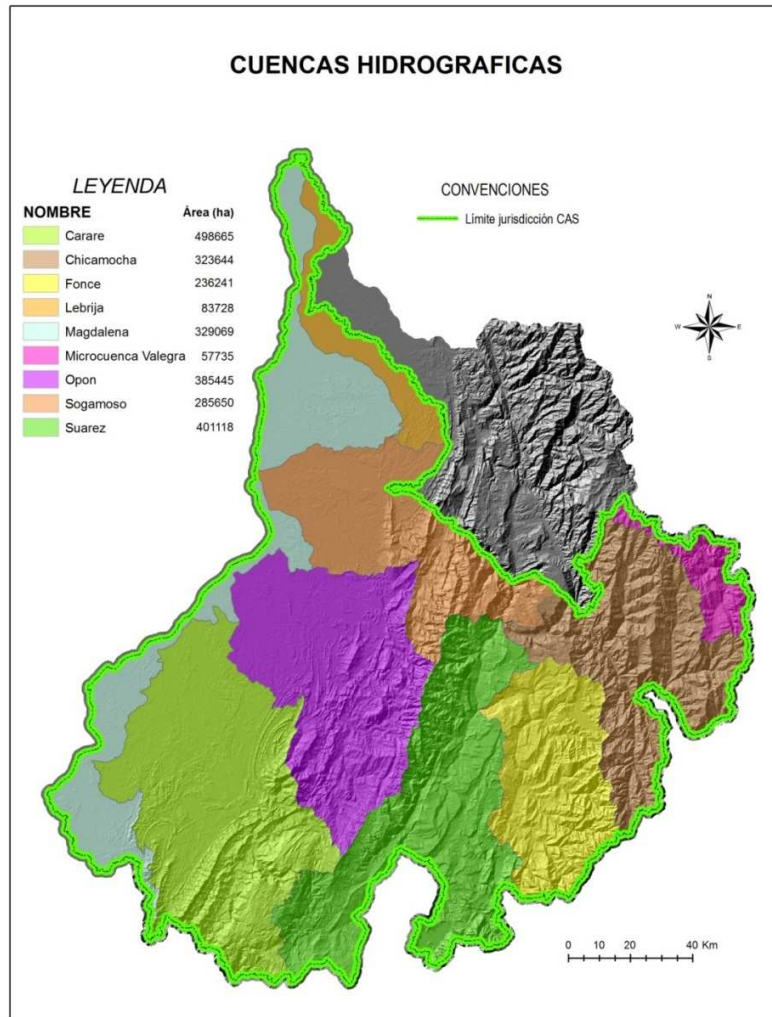 CUENCAS HIDROGRAFICAS
LEYENDA
NOMBRE Área (ha)
Carare 498665
Chicamocha 323644
Fonce 236241
Lebrija 83728
Magdalena 329069
Microcuenca Valegra 57735
Opon 385445
Sogamoso 285650
Suarez 401118
CONVENCIONES
Límite jurisdicción CAS
N
W E
S
0 10 20 40 Km